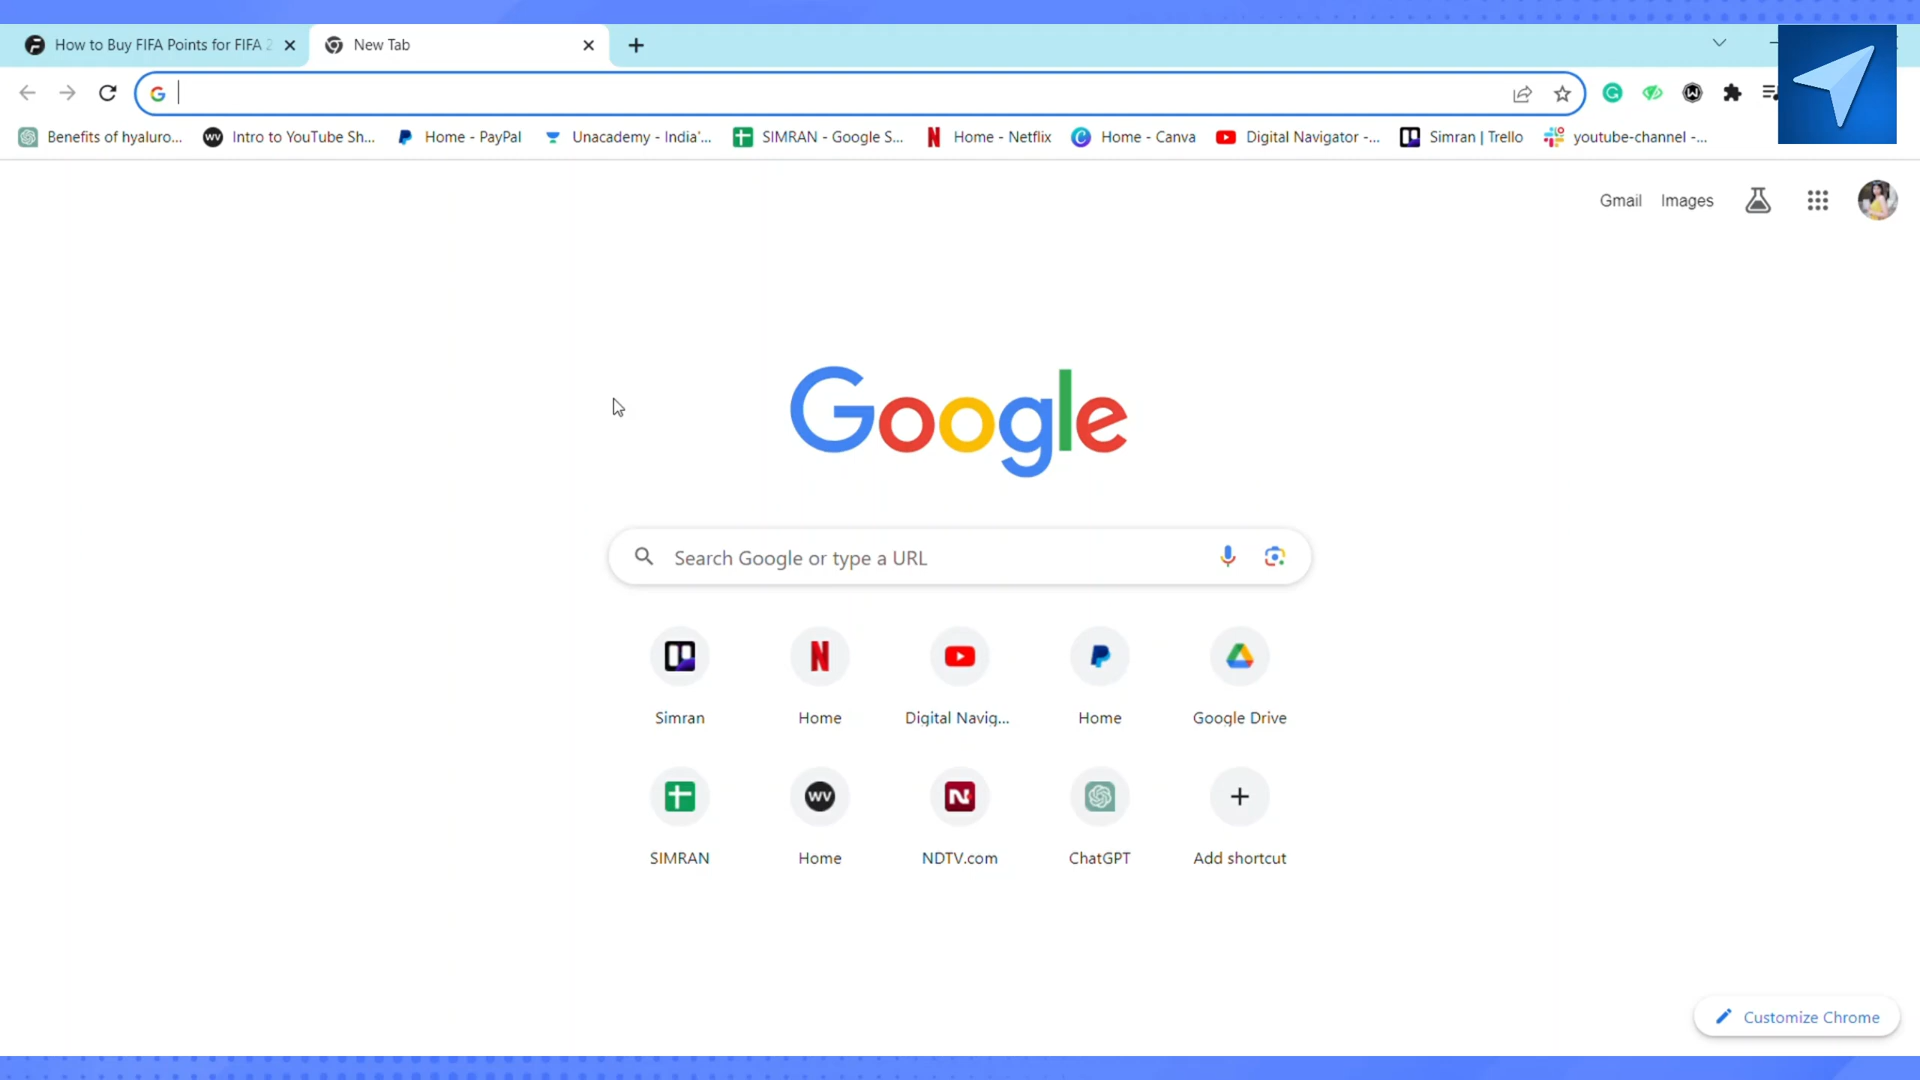 How to Buy FIFA Points for FIFA 2
New Tab
Benefits of hyaluro...
Intro to YouTube Sh...
Home - PayPal
Unacademy - India'...
SIMRAN - Google S...
Home - Netflix
Home - Canva
Digital Navigator -...
Simran | Trello
youtube-channel -...
Gmail
Images
Google
Search Google or type a URL
Simran
Home
Digital Navig...
Home
Google Drive
WV
SIMRAN
Home
NDTV.com
ChatGPT
Add shortcut
Customize Chrome